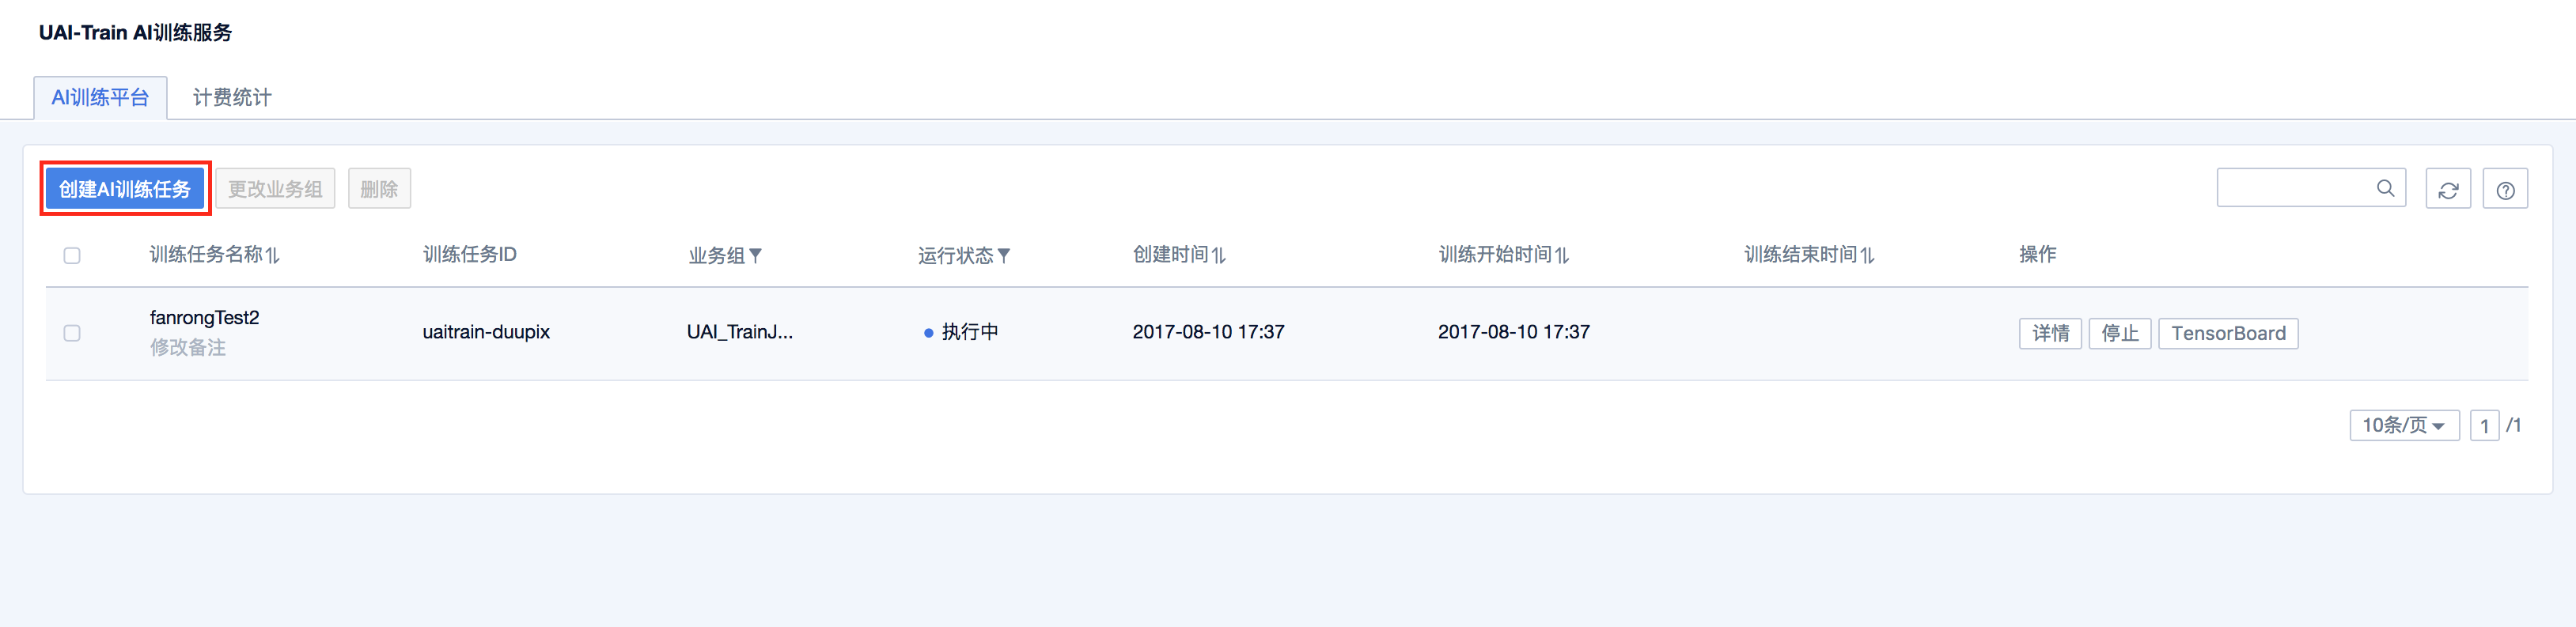 UAI-Train AI训练服务
AI训练平台 计费统计
创建AI训练任务 更改业务组 删除
训练任务名称 训练任务ID 业务组 运行状态 创建时间 训练开始时间 训练结束时间 操作
fanrongTest2
修改备注
uaitrain-duupix UAI_TrainJ... 执行中 2017-08-10 17:37 2017-08-10 17:37 详情 停止 TensorBoard
10条/页 1 /1